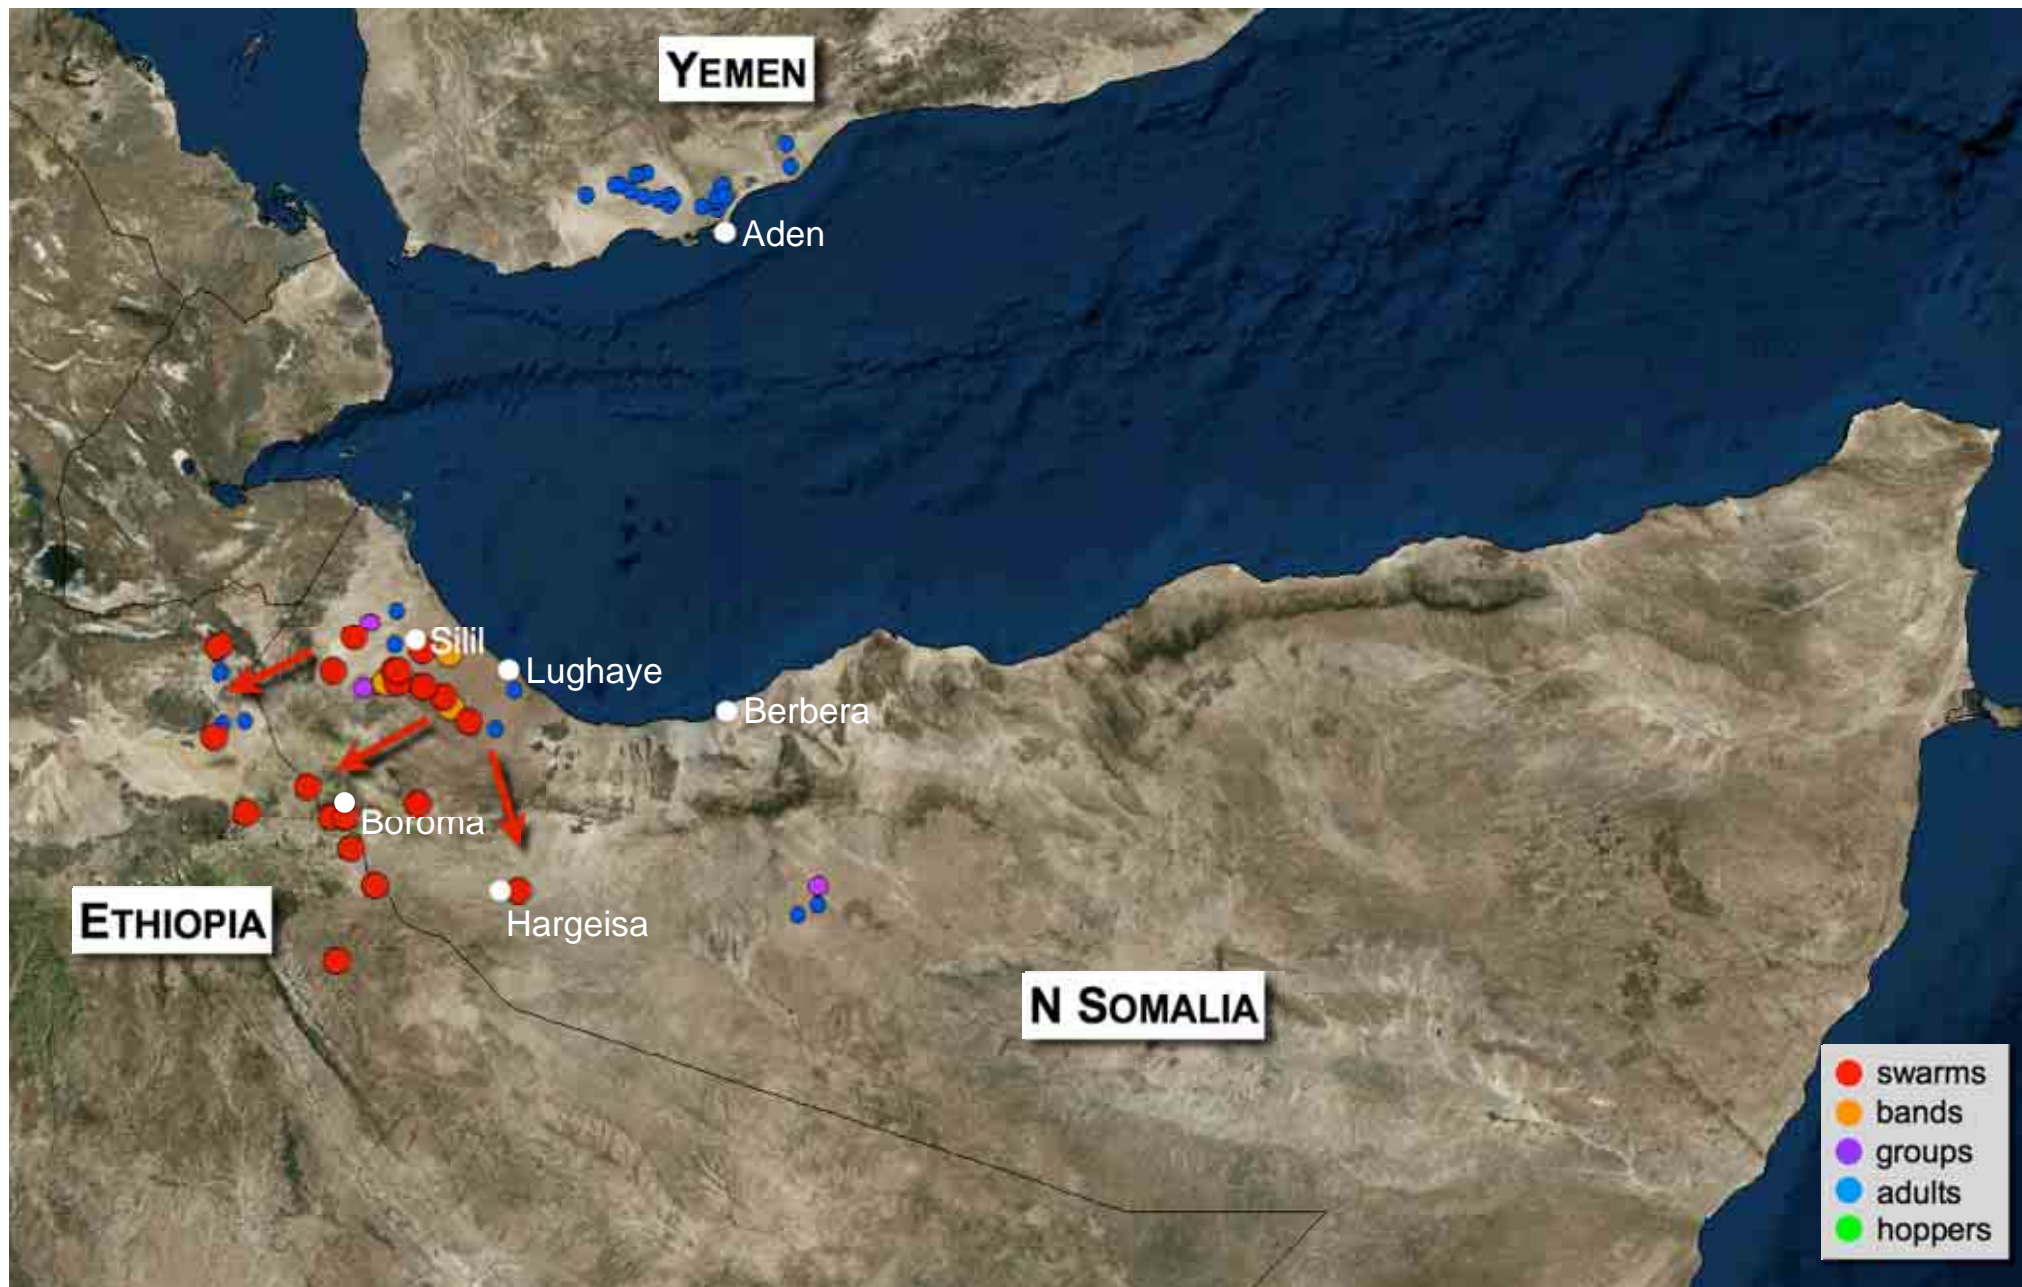 YEMEN
Aden
Silil
Lughaye
Berbera
Boroma
ETHIOPIA
Hargeisa
N SOMALIA
swarms
bands
groups
adults
hoppers